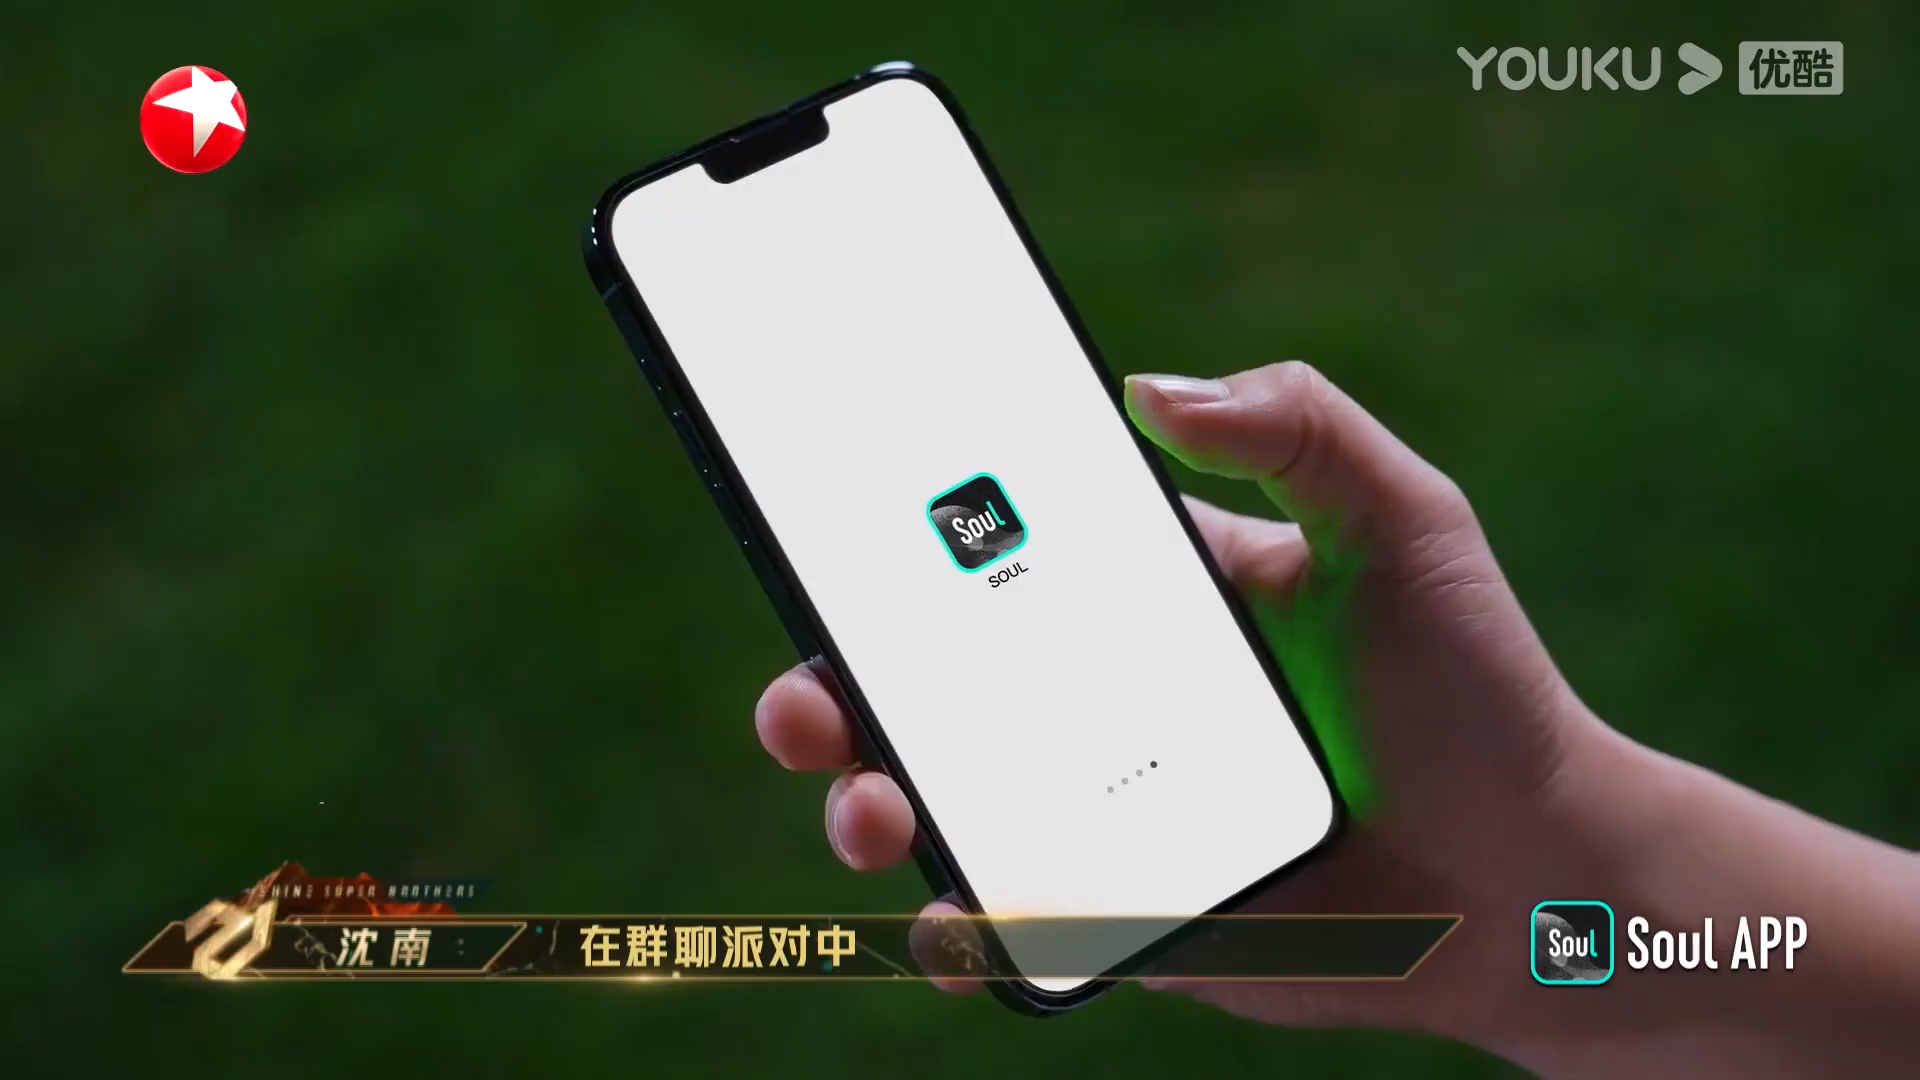 YOUKU 优酷
Soul
SOUL
SHINE SUPER BROTHERS
沈南
在群聊派对中
Soul
Soul APP